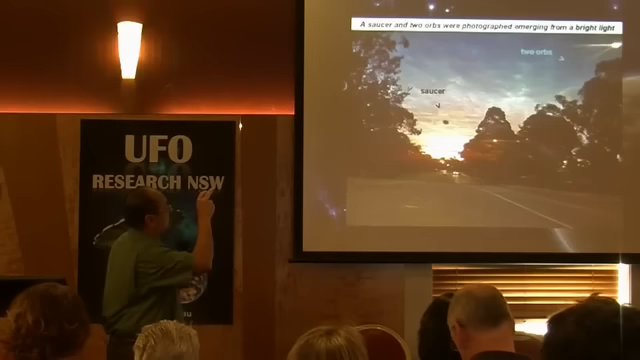 A saucer and two orbs were photographed emerging from a bright light
two orbs
saucer
UFO
RESEARCH NSW